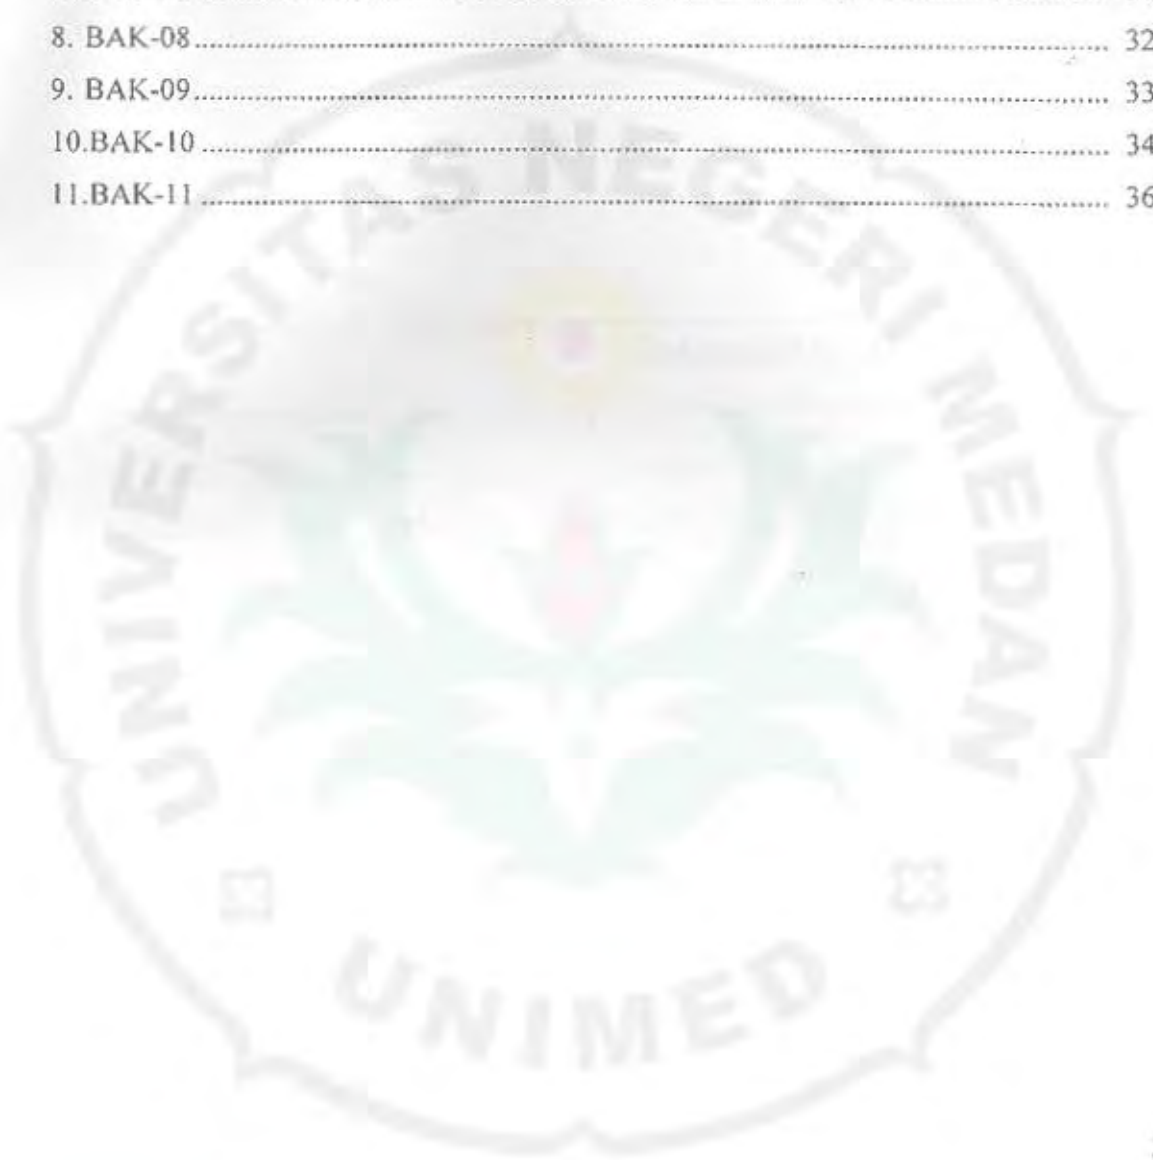 8. BAK-08........................................ 32
9. BAK-09........................................ 33
10.BAK-10........................................ 34
11.BAK-11........................................ 36
UNIVERSITAS NEGERI MEDAN
UNIMED